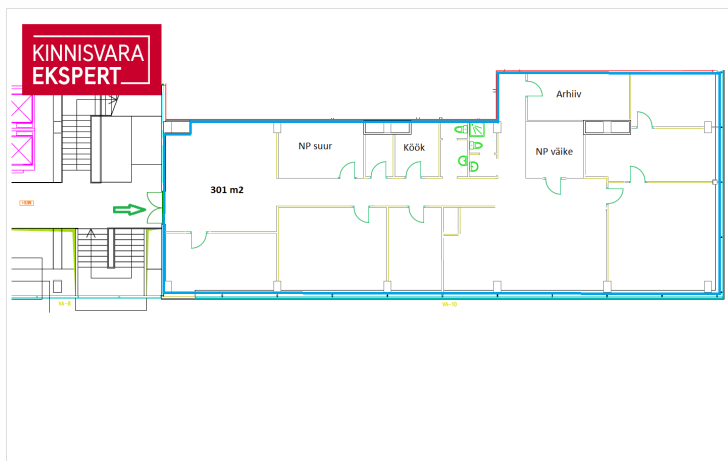 KINNISVARA
EKSPERT
Arhiiv
NP suur
Köök
NP väike
301 m2